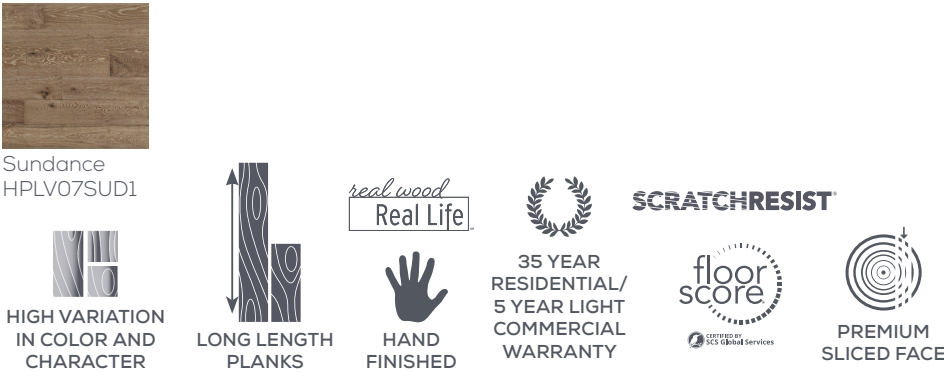 Sundance
HPLV07SUD1
HIGH VARIATION
IN COLOR AND
CHARACTER
LONG LENGTH
PLANKS
real wood
Real Life
HAND
FINISHED
35 YEAR
RESIDENTIAL/
5 YEAR LIGHT
COMMERCIAL
WARRANTY
SCRATCHRESIST®
floor
score
CERTIFIED BY
SCS Global Services
PREMIUM
SLICED FACE